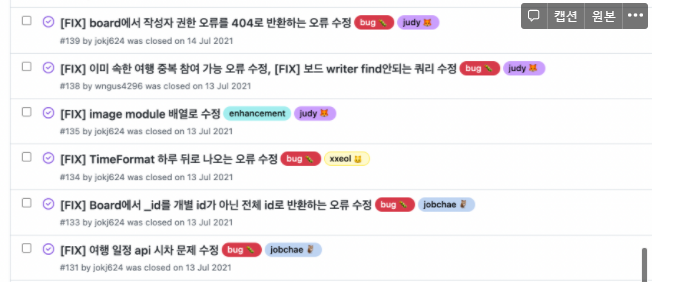 캡션 원본
[FIX] board에서 작성자 권한 오류를 404로 반환하는 오류 수정 bug judy
#139 by jokj624 was closed on 14 Jul 2021
[FIX] 이미 속한 여행 중복 참여 가능 오류 수정, [FIX] 보드 writer find안되는 쿼리 수정 bug judy
#138 by wngus4296 was closed on 13 Jul 2021
[FIX] image module 배열로 수정 enhancement judy
#135 by jokj624 was closed on 13 Jul 2021
[FIX] TimeFormat 하루 뒤로 나오는 오류 수정 bug xxeol
#134 by jokj624 was closed on 13 Jul 2021
[FIX] Board에서 _id를 개별 id가 아닌 전체 id로 반환하는 오류 수정 bug jobchae
#133 by jokj624 was closed on 13 Jul 2021
[FIX] 여행 일정 api 시차 문제 수정 bug jobchae
#131 by jokj624 was closed on 13 Jul 2021